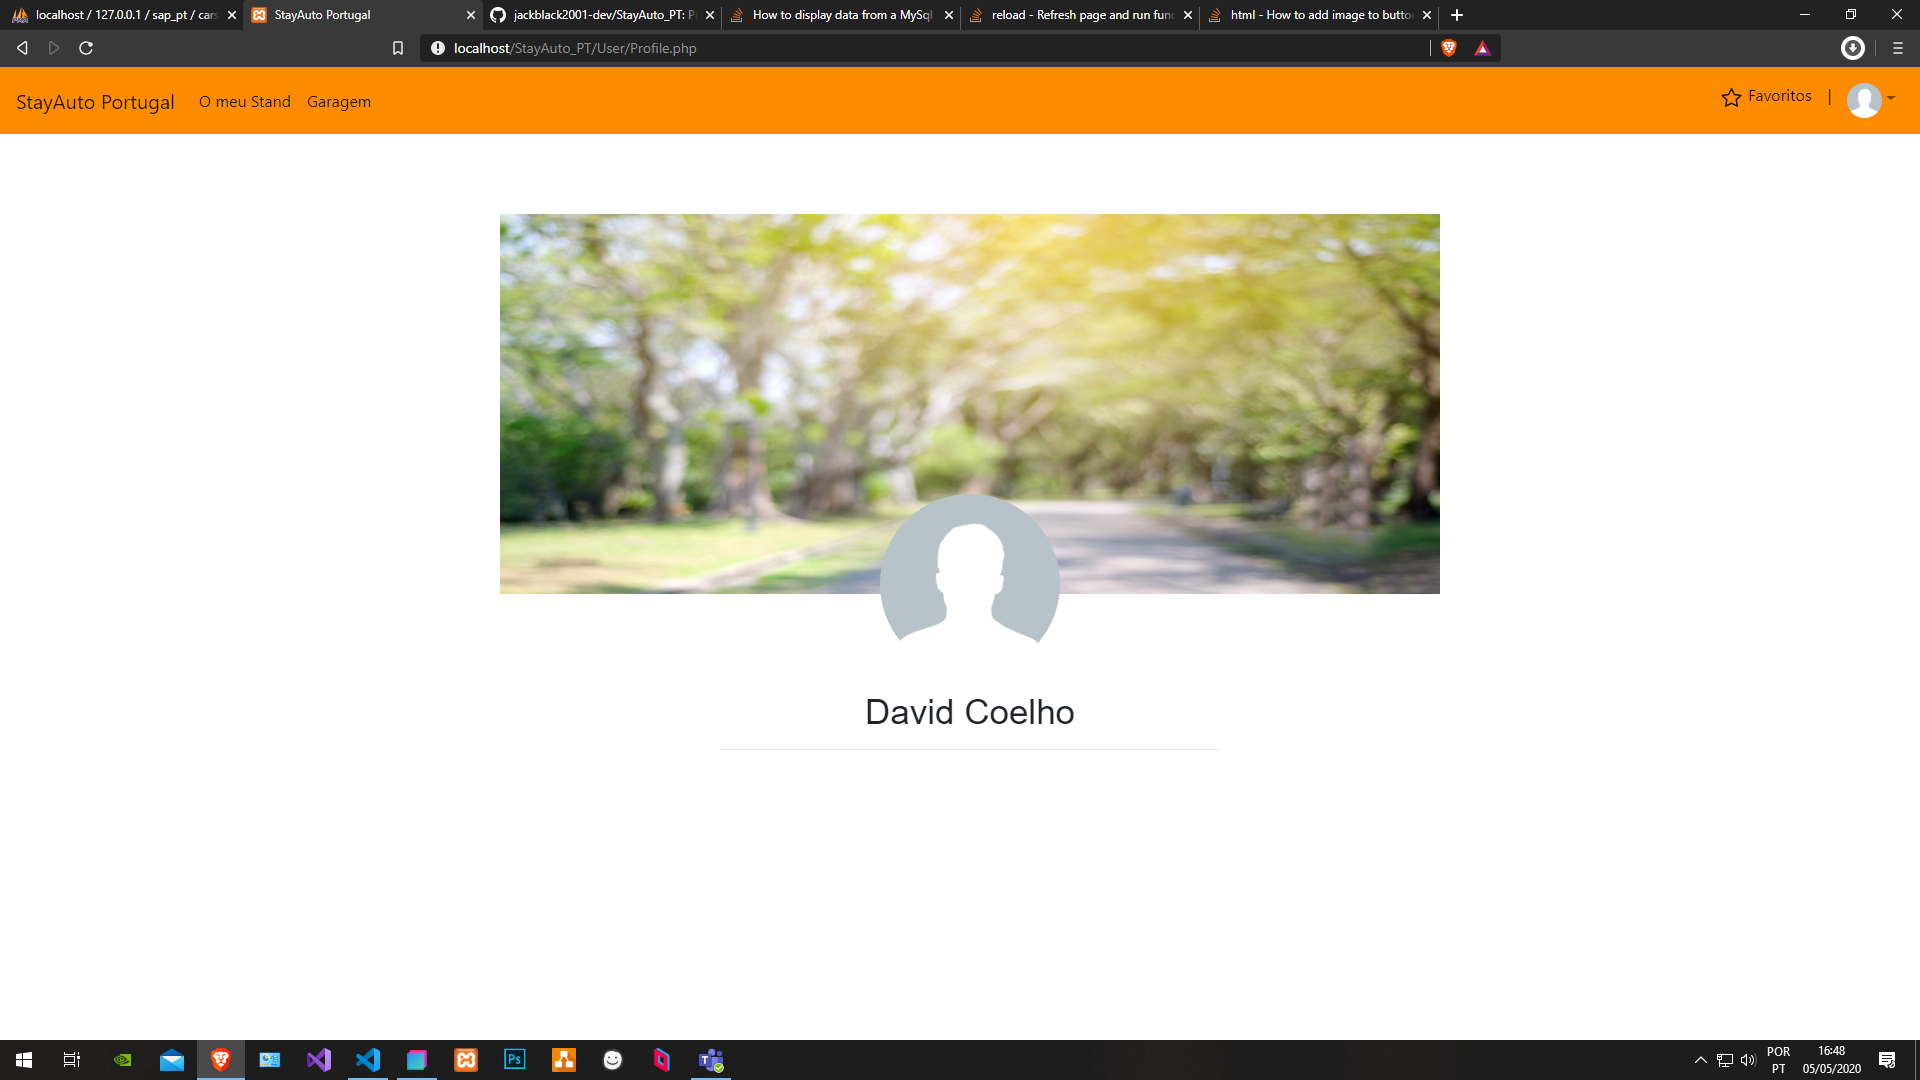 localhost / 127.0.0.1 / sap_pt / cars
StayAuto Portugal
jackblack2001-dev/StayAuto_PT: P
How to display data from a MySql
reload - Refresh page and run func
html - How to add image to butto
localhost/StayAuto_PT/User/Profile.php
StayAuto Portugal
O meu Stand
Garagem
Favoritos
|
David Coelho
Ps
T
POR
PT
16:48
05/05/2020